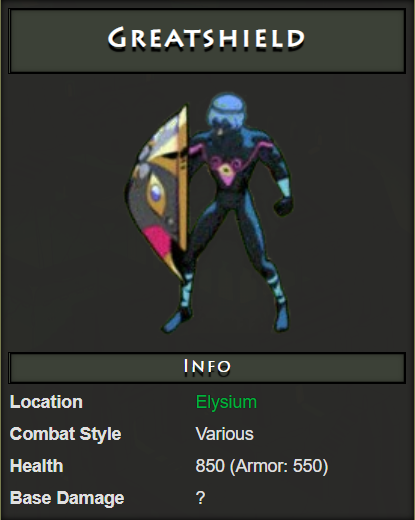 GREATSHIELD
INFO
Location Elysium
Combat Style Various
Health 850 (Armor: 550)
Base Damage ?